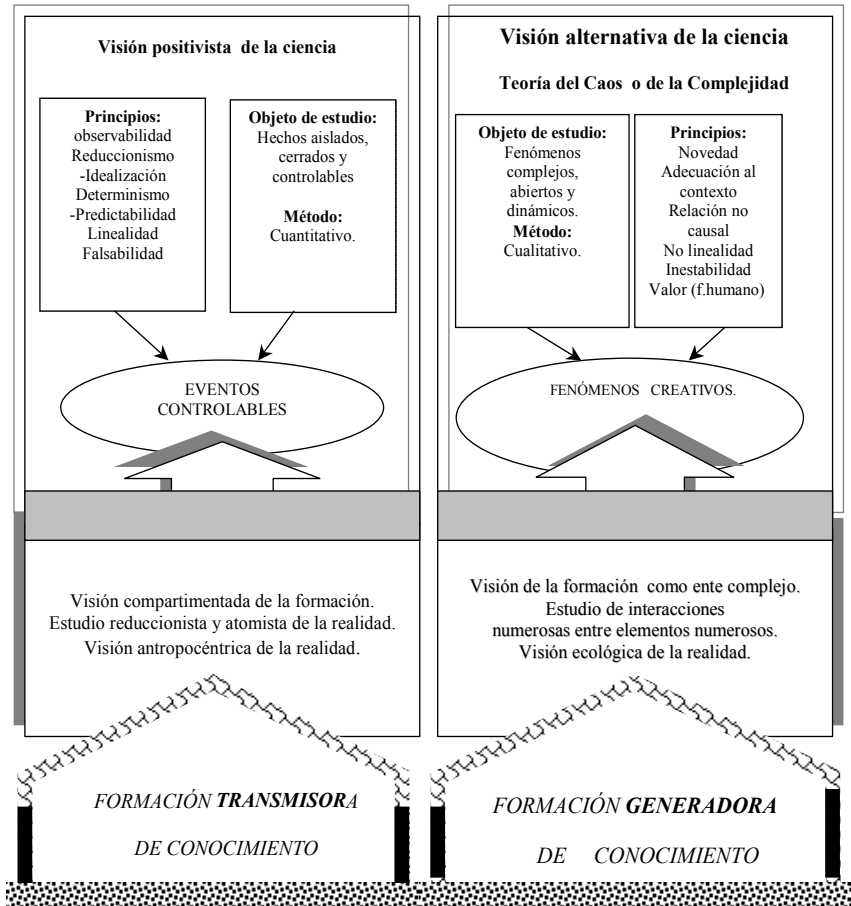 Visión positivista de la ciencia
Principios:
observabilidad
Reduccionismo
-Idealización
Determinismo
-Predictabilidad
Linealidad
Falsabilidad
Objeto de estudio:
Hechos aislados,
cerrados y
controlables
Método:
Cuantitativo.
EVENTOS
CONTROLABLES
Visión compartimentada de la formación.
Estudio reduccionista y atomista de la realidad.
Visión antropocéntrica de la realidad.
FORMACIÓN TRANSMISORA
DE CONOCIMIENTO
Visión alternativa de la ciencia
Teoría del Caos o de la Complejidad
Objeto de estudio:
Fenómenos
complejos,
abiertos y
dinámicos.
Método:
Cualitativo.
Principios:
Novedad
Adecuación al
contexto
Relación no
causal
No linealidad
Inestabilidad
Valor (f.humano)
FENÓMENOS CREATIVOS.
Visión de la formación como ente complejo.
Estudio de interacciones
numerosas entre elementos numerosos.
Visión ecológica de la realidad.
FORMACIÓN GENERADORA
DE CONOCIMIENTO